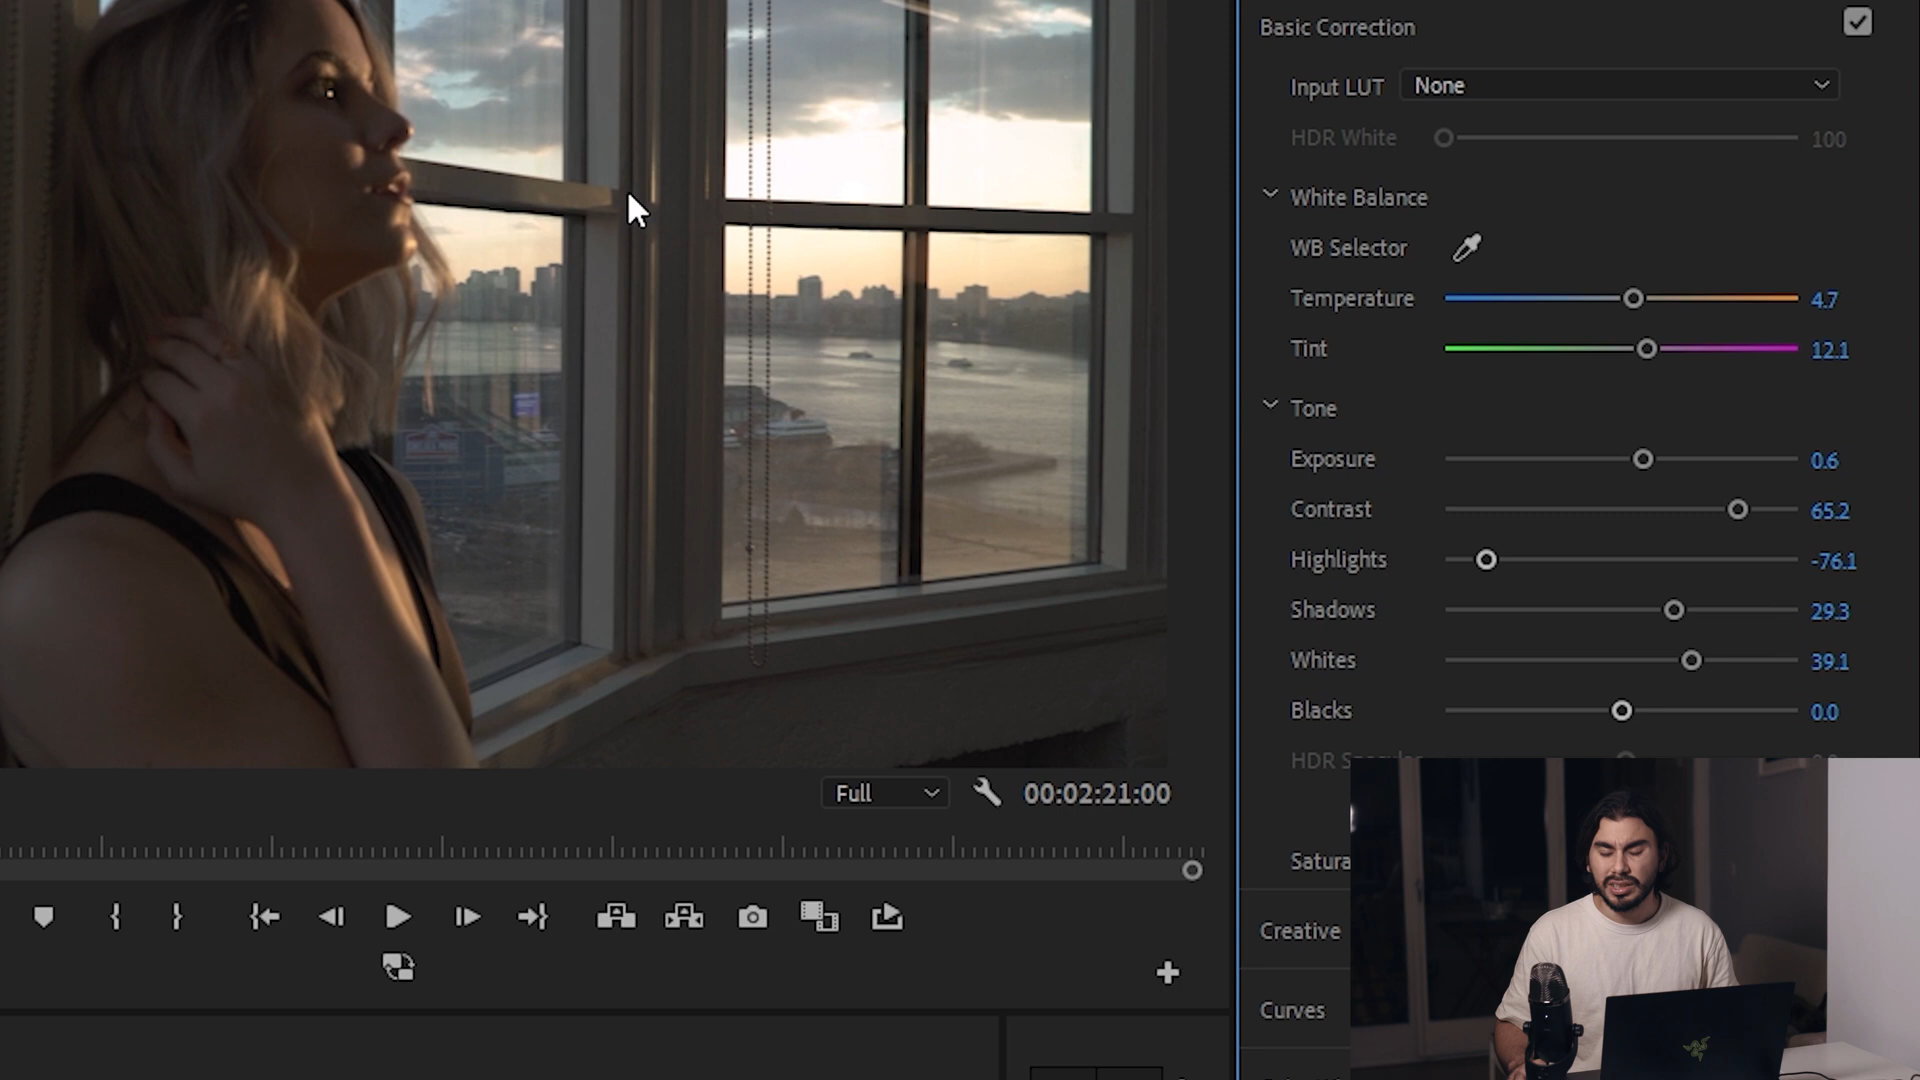 Basic Correction
Input LUT None
HDR White 100
White Balance
WB Selector
Temperature 4.7
Tint 12.1
Tone
Exposure 0.6
Contrast 65.2
Highlights -76.1
Shadows 29.3
Whites 39.1
Blacks 0.0
HDR
Full 00:02:21:00
Satura
Creative
Curves